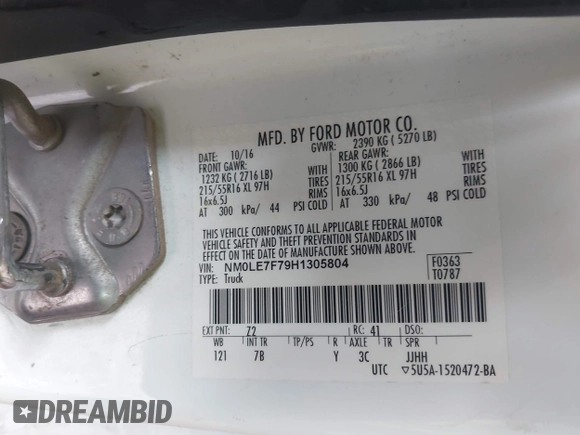 MFD. BY FORD MOTOR CO.
DATE: 10/16 GVWR: 2390 KG ( 5270 LB)
FRONT GAWR: REAR GAWR:
1232 KG ( 2716 LB) WITH 1300 KG ( 2866 LB) WITH
215/55R16 XL 97H TIRES 215/55R16 XL 97H TIRES
16x6.5J RIMS 16x6.5J RIMS
AT 300 kPa/ 44 PSI COLD AT 330 kPa/ 48 PSI COLD
THIS VEHICLE CONFORMS TO ALL APPLICABLE FEDERAL MOTOR
VEHICLE SAFETY AND THEFT PREVENTION STANDARDS IN
EFFECT ON THE DATE OF MANUFACTURE SHOWN ABOVE.
VIN: NM0LE7F79H1305804 F0363
TYPE: Truck T0787
EXT PNT: Z2 RC: 41 DSO:
WB INT TR TP/PS R AXLE TR SPR
121 7B Y 3C JJHH
UTC ▽5U5A-1520472-BA
DREAMBID